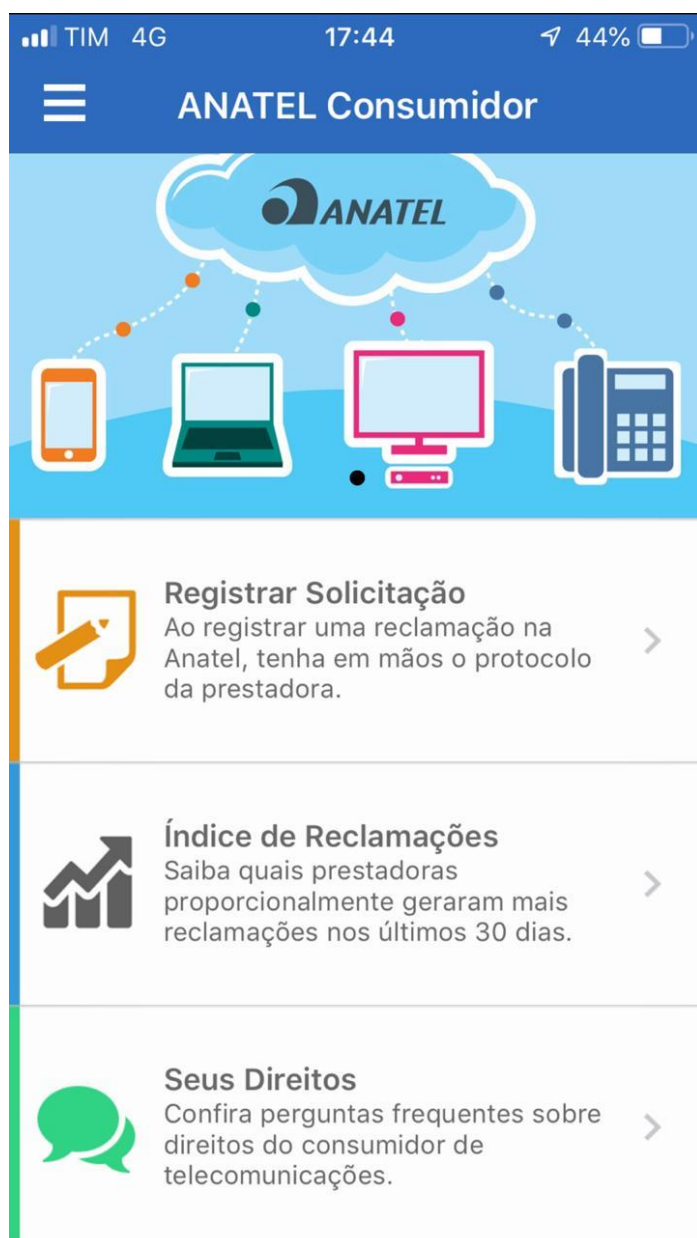 TIM 4G 17:44 44%
ANATEL Consumidor
ANATEL
Registrar Solicitação
Ao registrar uma reclamação na
Anatel, tenha em mãos o protocolo
da prestadora.
Índice de Reclamações
Saiba quais prestadoras
proporcionalmente geraram mais
reclamações nos últimos 30 dias.
Seus Direitos
Confira perguntas frequentes sobre
direitos do consumidor de
telecomunicações.